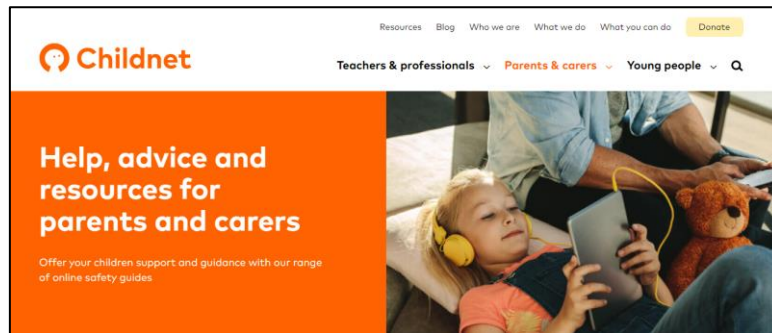 Resources Blog Who we are What we do What you can do Donate
Childnet
Teachers & professionals Parents & carers Young people
Help, advice and
resources for
parents and carers
Offer your children support and guidance with our range
of online safety guides